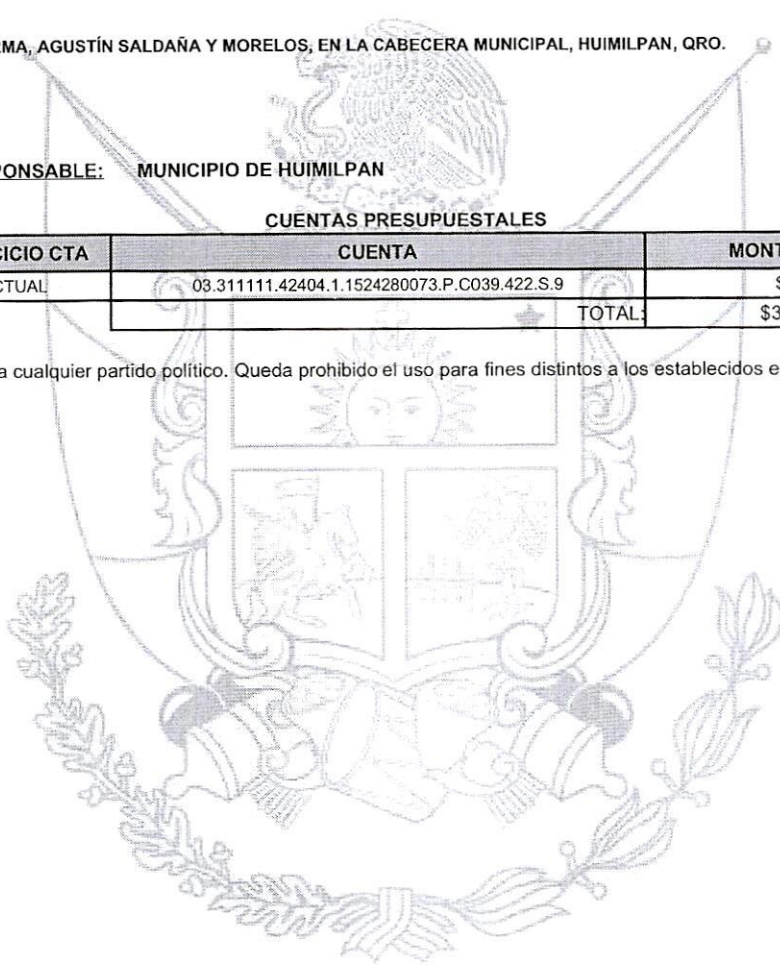 RMA, AGUSTÍN SALDAÑA Y MORELOS, EN LA CABECERA MUNICIPAL, HUIMILPAN, QRO.
PONSABLE: MUNICIPIO DE HUIMILPAN
CUENTAS PRESUPUESTALES
CICIO CTA CUENTA MONT
CTUAL 03.311111.42404.1.1524280073.P.CO39.422.S.9 $
TOTAL: $3
a cualquier partido político. Queda prohibido el uso para fines distintos a los establecidos e